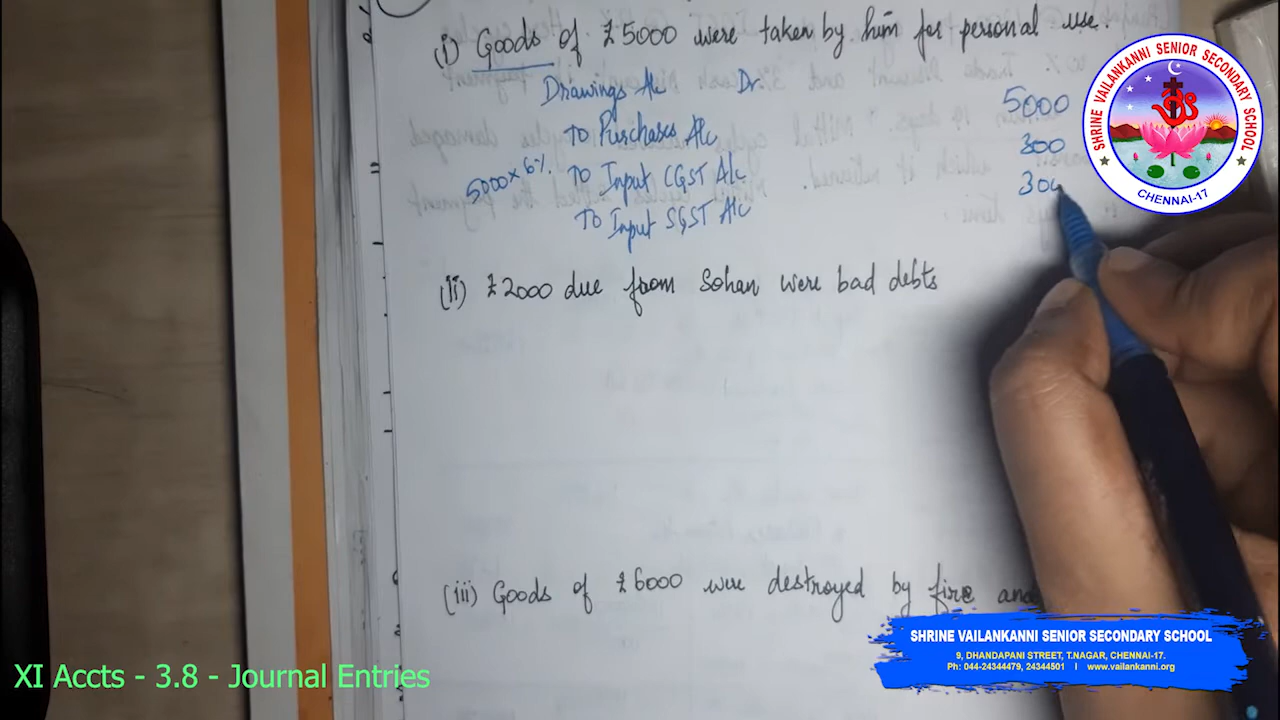 (i) Goods of ₹5000 were taken by him for personal use.
Drawings A/c Dr.
To Purchases A/c 5000
5000×6% To Input CGST A/c 300
To Input SGST A/c 300
(ii) ₹2000 due from Sohan were bad debts
(iii) Goods of ₹6000 were destroyed by fire and
SHRINE VAILANKANNI SENIOR SECONDARY SCHOOL
CHENNAI-17
SHRINE VAILANKANNI SENIOR SECONDARY SCHOOL
9, DHANDAPANI STREET, T.NAGAR, CHENNAI-17.
Ph: 044-24344479, 24344501 I www.vailankanni.org
XI Accts - 3.8 - Journal Entries